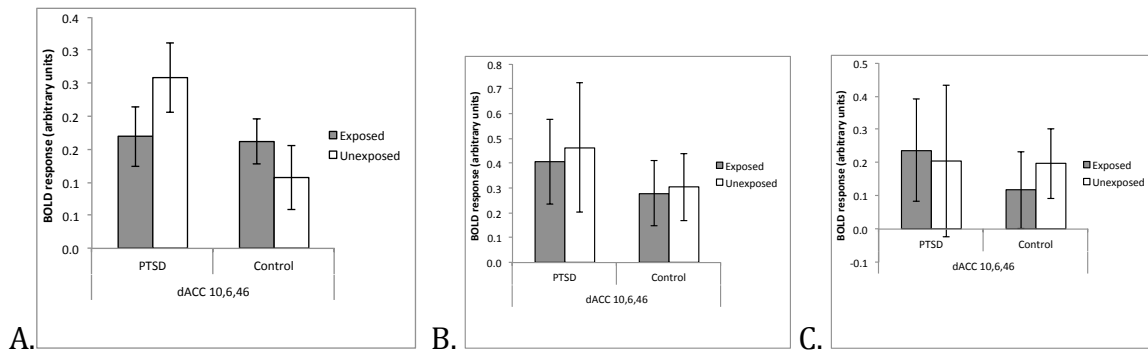 A.
BOLD response (arbitrary units)
0.4
0.3
0.3
0.2
0.2
0.1
0.1
0.0
PTSD
Control
dACC 10,6,46
Exposed
Unexposed
B.
BOLD response (arbitrary units)
0.8
0.7
0.6
0.5
0.4
0.3
0.2
0.1
0.0
PTSD
Control
dACC 10,6,46
Exposed
Unexposed
C.
BOLD response (arbitrary units)
0.5
0.4
0.3
0.2
0.1
0.0
-0.1
PTSD
Control
dACC 10,6,46
Exposed
Unexposed